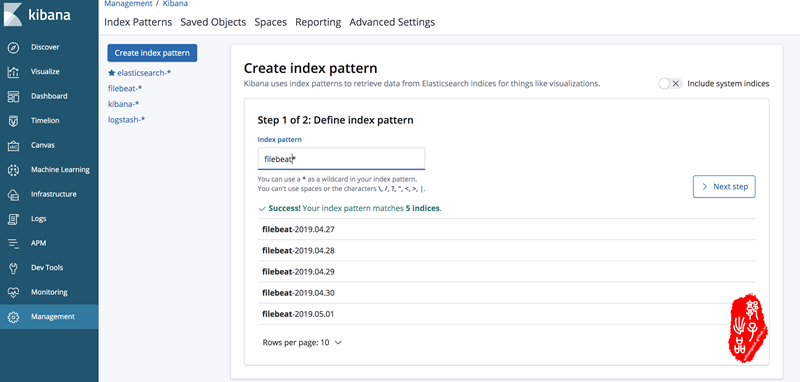 Management / Kibana
kibana
Index Patterns Saved Objects Spaces Reporting Advanced Settings
Discover
Visualize
Dashboard
Timelion
Canvas
Machine Learning
Infrastructure
Logs
APM
Dev Tools
Monitoring
Management
Create index pattern
elasticsearch-*
filebeat-*
kibana-*
logstash-*
Create index pattern
Kibana uses index patterns to retrieve data from Elasticsearch indices for things like visualizations.
Include system indices
Step 1 of 2: Define index pattern
Index pattern
filebeat*
You can use a * as a wildcard in your index pattern.
You can't use spaces or the characters \, /, ?, ", <, >, |.
Next step
Success! Your index pattern matches 5 indices.
filebeat-2019.04.27
filebeat-2019.04.28
filebeat-2019.04.29
filebeat-2019.04.30
filebeat-2019.05.01
Rows per page: 10